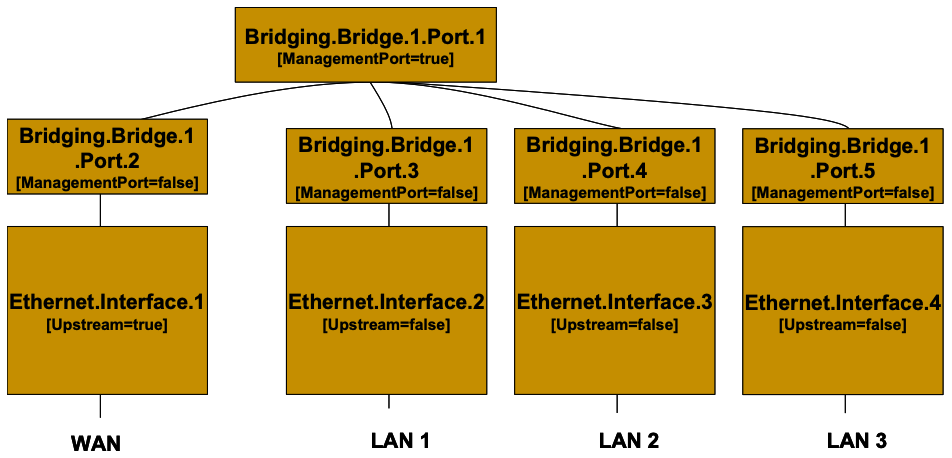 Bridging.Bridge.1.Port.1
[ManagementPort=true]
Bridging.Bridge.1
.Port.2
[ManagementPort=false]
Bridging.Bridge.1
.Port.3
[ManagementPort=false]
Bridging.Bridge.1
.Port.4
[ManagementPort=false]
Bridging.Bridge.1
.Port.5
[ManagementPort=false]
Ethernet.Interface.1
[Upstream=true]
Ethernet.Interface.2
[Upstream=false]
Ethernet.Interface.3
[Upstream=false]
Ethernet.Interface.4
[Upstream=false]
WAN
LAN 1
LAN 2
LAN 3